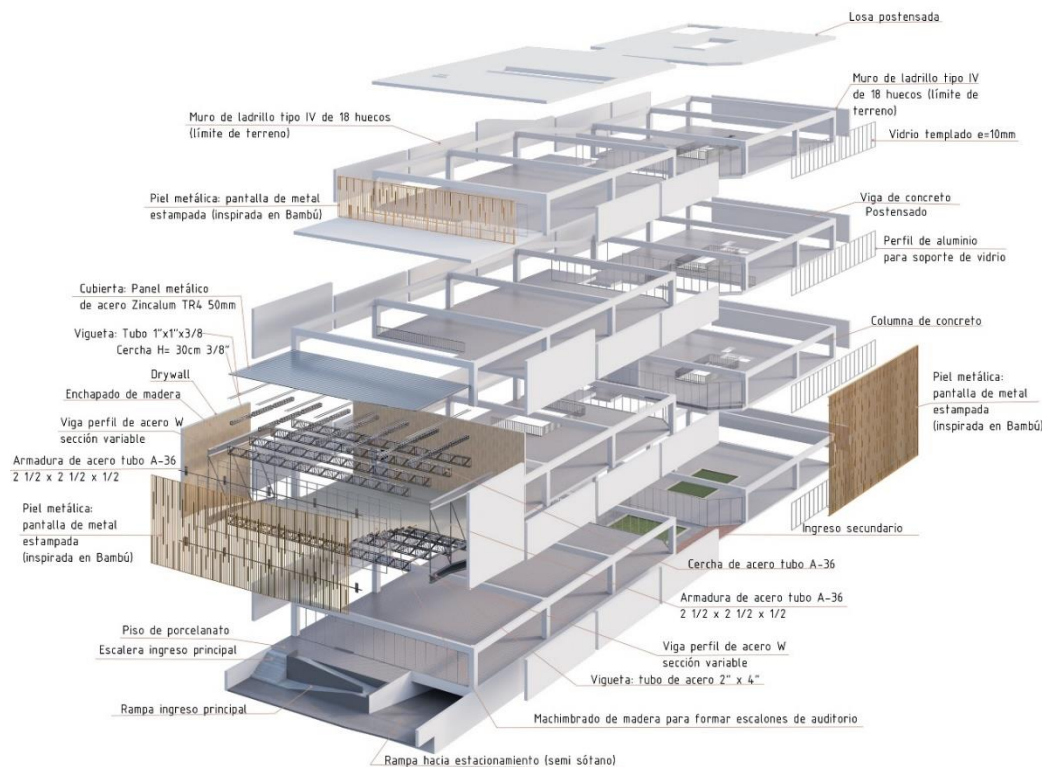 Losa postensada
Muro de ladrillo tipo IV
de 18 huecos (límite de
terreno)
Muro de ladrillo tipo IV de 18 huecos
(límite de terreno)
Vidrio templado e=10mm
Piel metálica: pantalla de metal
estampada (inspirada en Bambú)
Viga de concreto
Postensado
Perfil de aluminio
para soporte de vidrio
Cubierta: Panel metálico
de acero Zincalum TR4 50mm
Vigueta: Tubo 1"x1"x3/8
Cercha H= 30cm 3/8"
Columna de concreto
Drywall
Enchapado de madera
Piel metálica:
pantalla de metal
estampada
(inspirada en Bambú)
Viga perfil de acero W
sección variable
Armadura de acero tubo A-36
2 1/2 x 2 1/2 x 1/2
Piel metálica:
pantalla de metal
estampada
(inspirada en Bambú)
Ingreso secundario
Cercha de acero tubo A-36
Armadura de acero tubo A-36
2 1/2 x 2 1/2 x 1/2
Piso de porcelanato
Escalera ingreso principal
Viga perfil de acero W
sección variable
Vigueta: tubo de acero 2" x 4"
Rampa ingreso principal
Machimbrado de madera para formar escalones de auditorio
Rampa hacia estacionamiento (semi sótano)